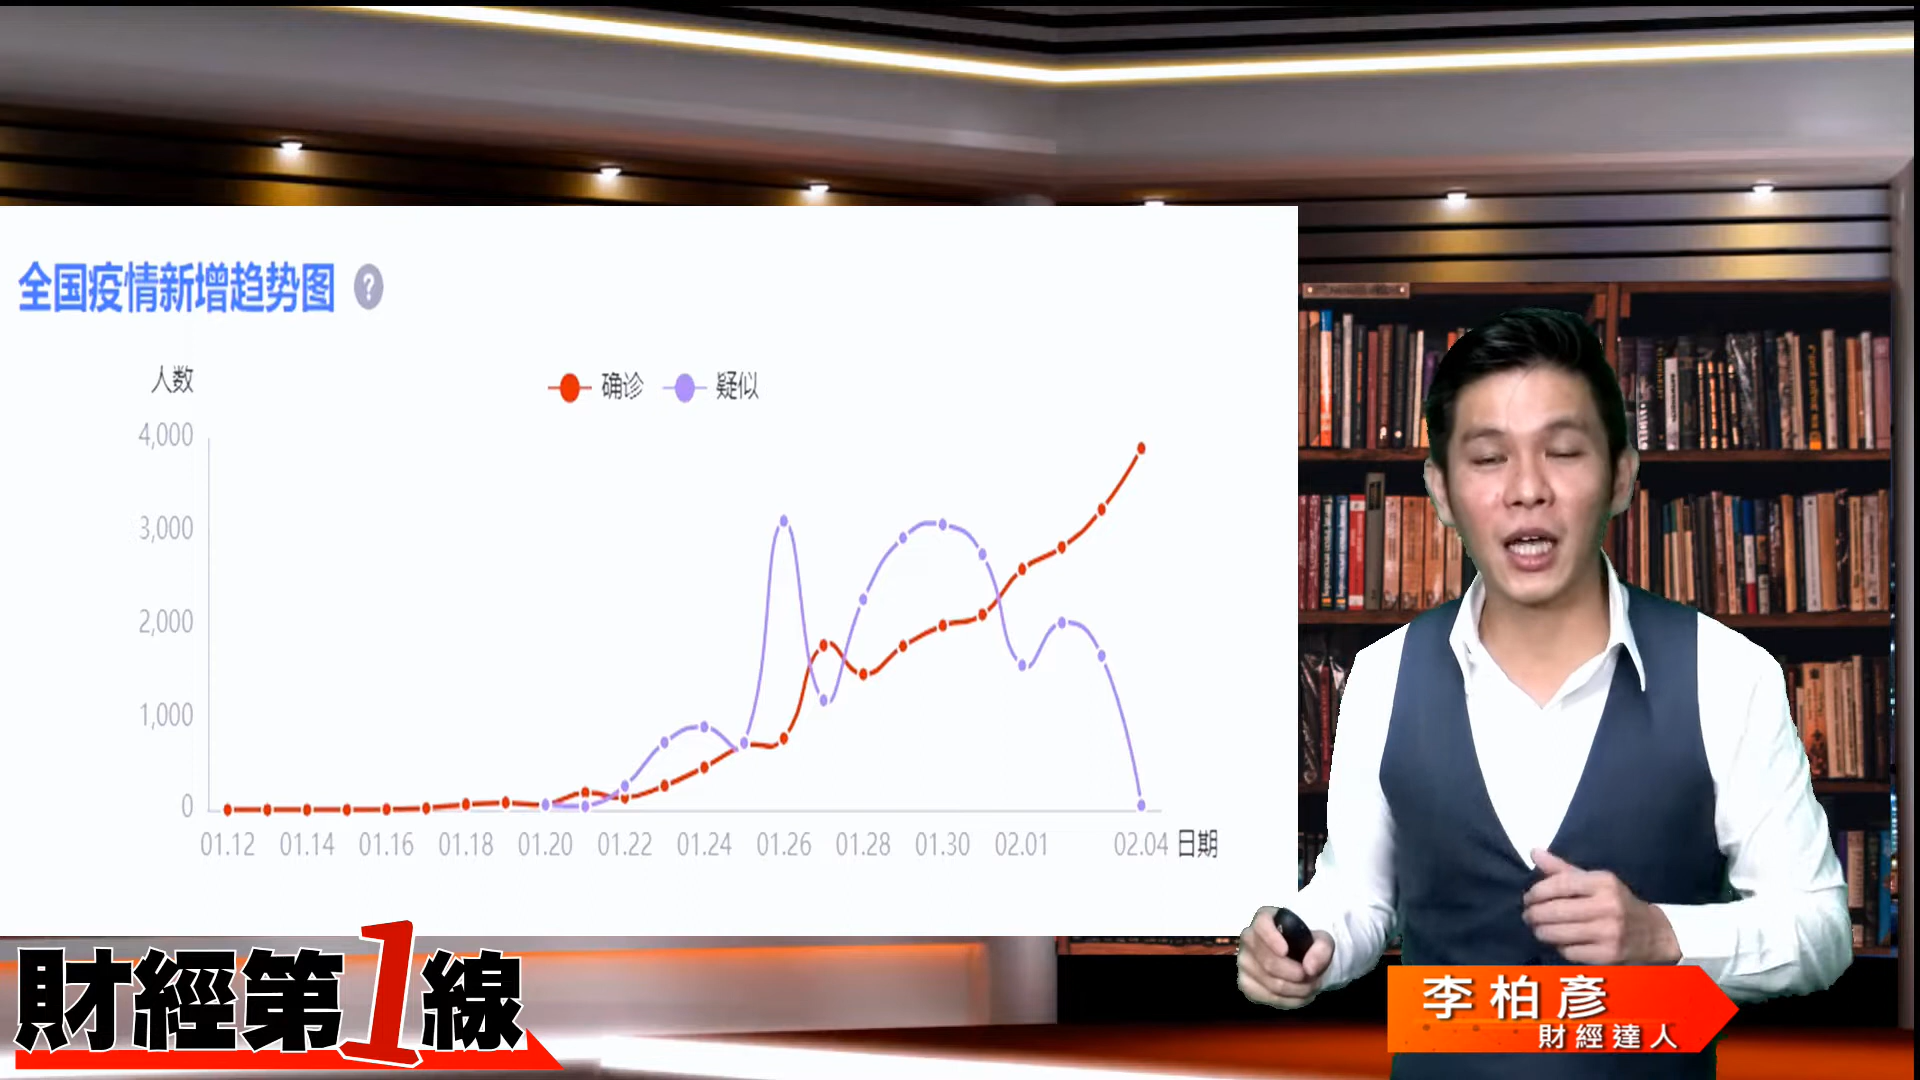 全国疫情新增趋势图 ?
人数
确诊 疑似
4,000
3,000
2,000
1,000
0
01.12 01.14 01.16 01.18 01.20 01.22 01.24 01.26 01.28 01.30 02.01 02.04 日期
財經第1線
李柏彥
財經達人